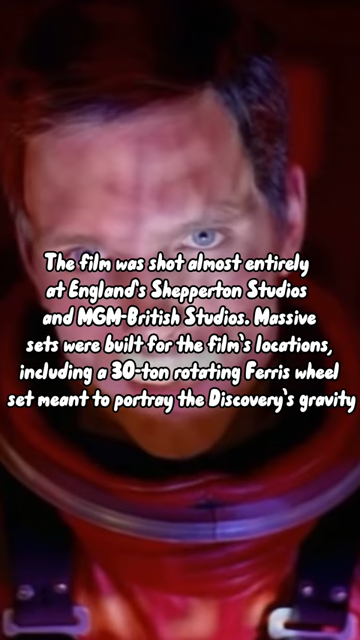 The film was shot almost entirely
at England's Shepperton Studios
and MGM-British Studios. Massive
sets were built for the film's locations,
including a 30-ton rotating Ferris wheel
set meant to portray the Discovery's gravity